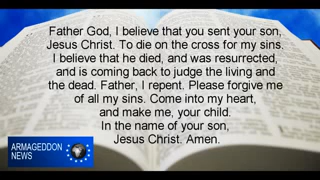 Father God, I believe that you sent your son,
Jesus Christ. To die on the cross for my sins.
I believe that he died, and was resurrected,
and is coming back to judge the living and
the dead. Father, I repent. Please forgive me
of all my sins. Come into my heart,
and make me, your child.
In the name of your son,
Jesus Christ. Amen.
ARMAGEDDON
NEWS